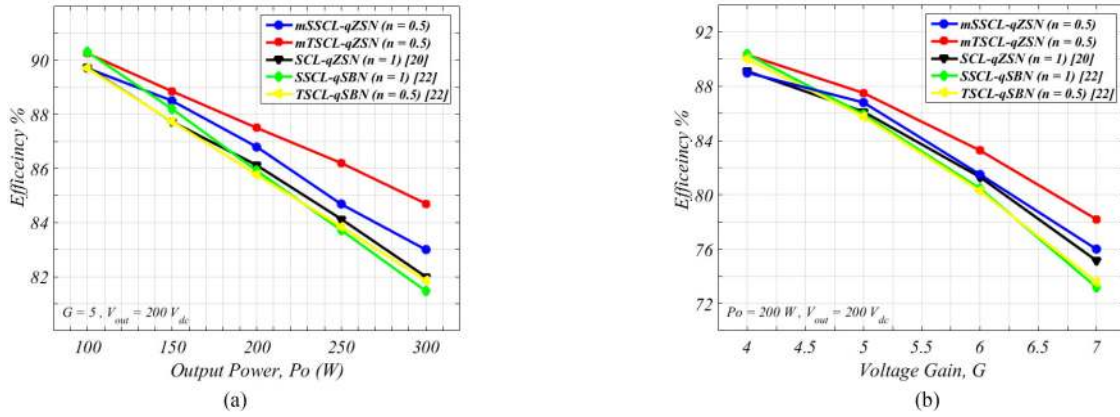 mSSCL-qZSN (n = 0.5)
mTSCL-qZSN (n = 0.5)
SCL-qZSN (n = 1) [20]
SSCL-qSBN (n = 1) [22]
TSCL-qSBN (n = 0.5) [22]
90
88
86
84
82
Efficeincy %
G = 5 , V_out = 200 V_dc
100 150 200 250 300
Output Power, Po (W)
(a)
mSSCL-qZSN (n = 0.5)
mTSCL-qZSN (n = 0.5)
SCL-qZSN (n = 1) [20]
SSCL-qSBN (n = 1) [22]
TSCL-qSBN (n = 0.5) [22]
92
88
84
80
76
72
Efficeincy %
Po = 200 W , V_out = 200 V_dc
4 4.5 5 5.5 6 6.5 7
Voltage Gain, G
(b)